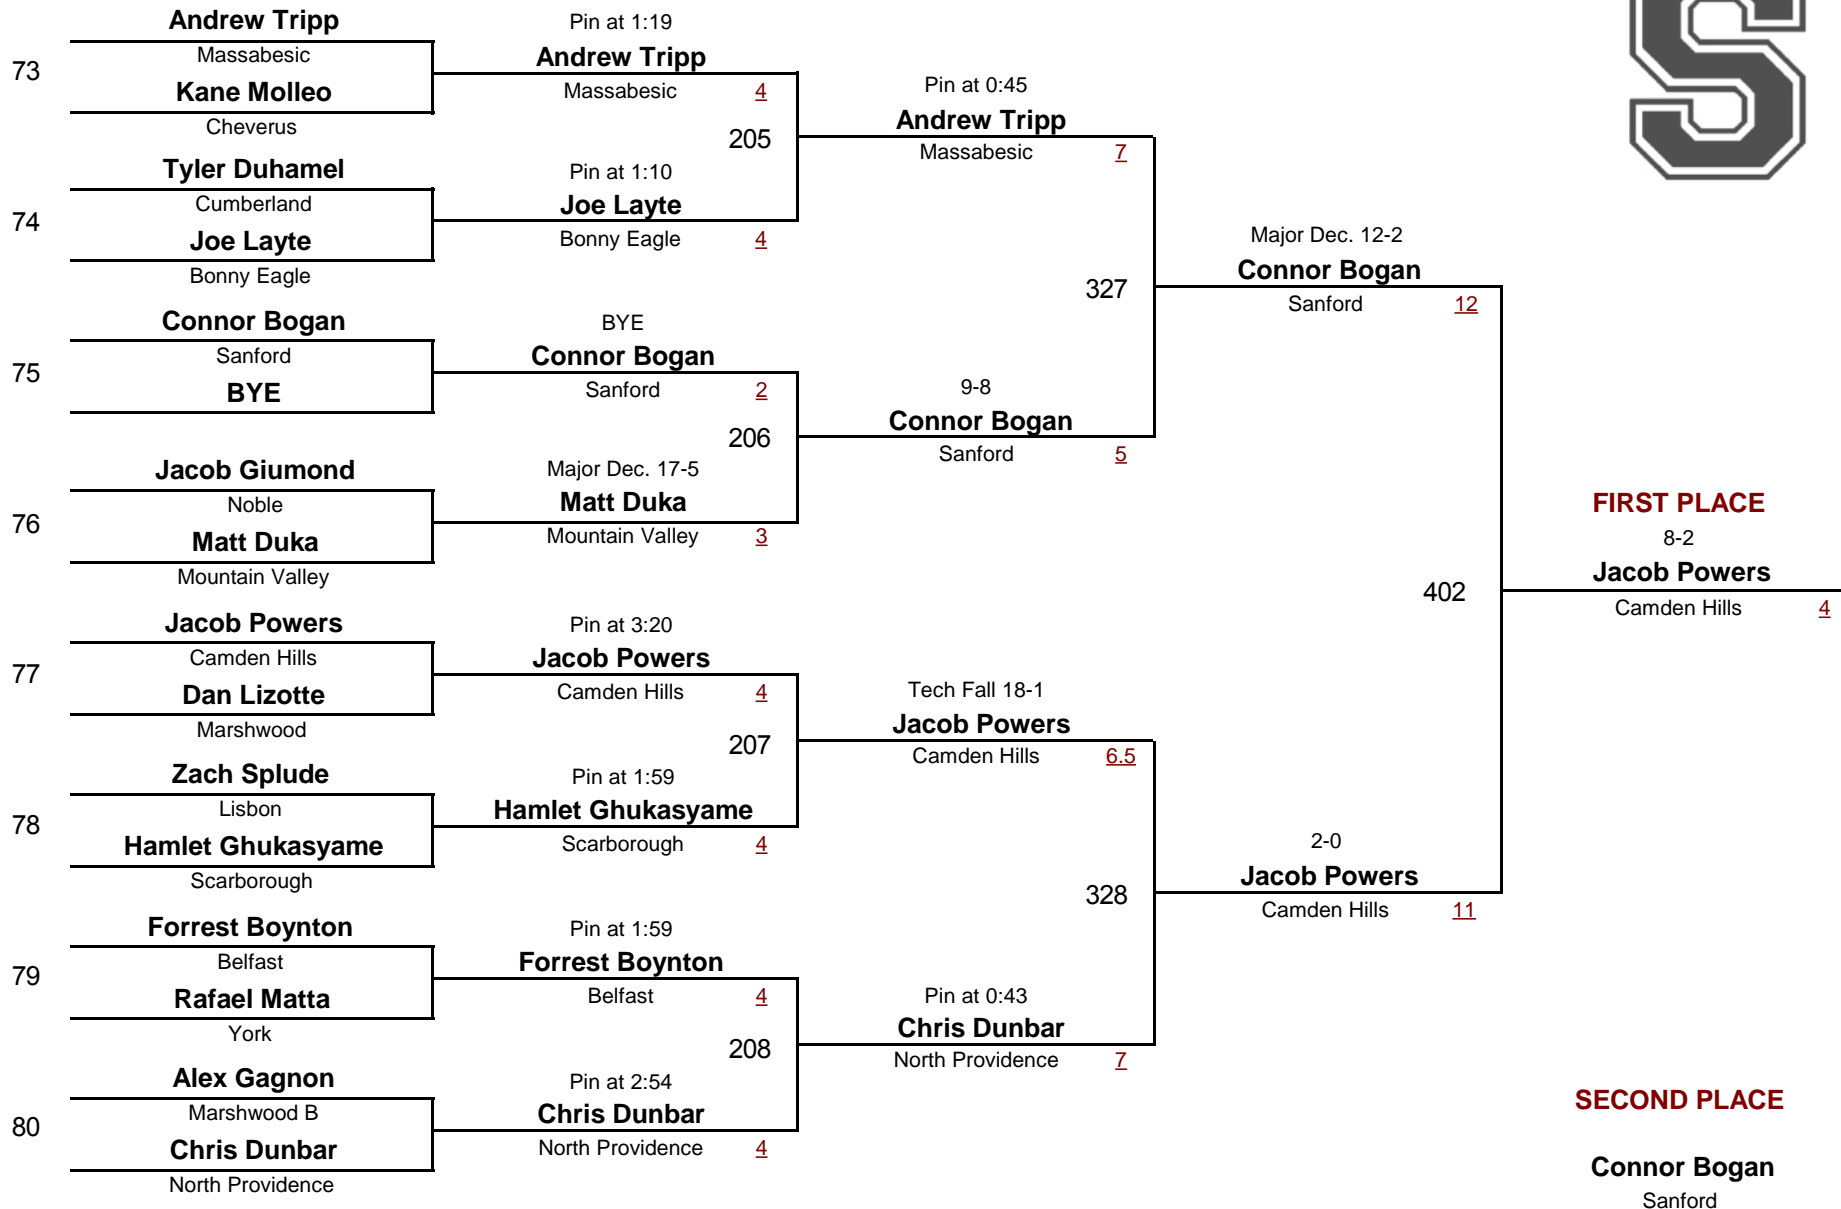 Andrew Tripp
Massabesic
73
Kane Molleo
Cheverus
Tyler Duhamel
Cumberland
74
Joe Layte
Bonny Eagle
Connor Bogan
Sanford
75
BYE
Jacob Giumond
Noble
76
Matt Duka
Mountain Valley
Jacob Powers
Camden Hills
77
Dan Lizotte
Marshwood
Zach Splude
Lisbon
78
Hamlet Ghukasyame
Scarborough
Forrest Boynton
Belfast
79
Rafael Matta
York
Alex Gagnon
Marshwood B
80
Chris Dunbar
North Providence
Pin at 1:19
Andrew Tripp
Massabesic 4
205
Pin at 1:10
Joe Layte
Bonny Eagle 4
BYE
Connor Bogan
Sanford 2
206
Major Dec. 17-5
Matt Duka
Mountain Valley 3
Pin at 3:20
Jacob Powers
Camden Hills 4
207
Pin at 1:59
Hamlet Ghukasyame
Scarborough 4
Pin at 1:59
Forrest Boynton
Belfast 4
208
Pin at 2:54
Chris Dunbar
North Providence 4
Pin at 0:45
Andrew Tripp
Massabesic 7
327
9-8
Connor Bogan
Sanford 5
Tech Fall 18-1
Jacob Powers
Camden Hills 6.5
328
Pin at 0:43
Chris Dunbar
North Providence 7
Major Dec. 12-2
Connor Bogan
Sanford 12
402
2-0
Jacob Powers
Camden Hills 11
S
FIRST PLACE
8-2
Jacob Powers
Camden Hills 4
SECOND PLACE
Connor Bogan
Sanford